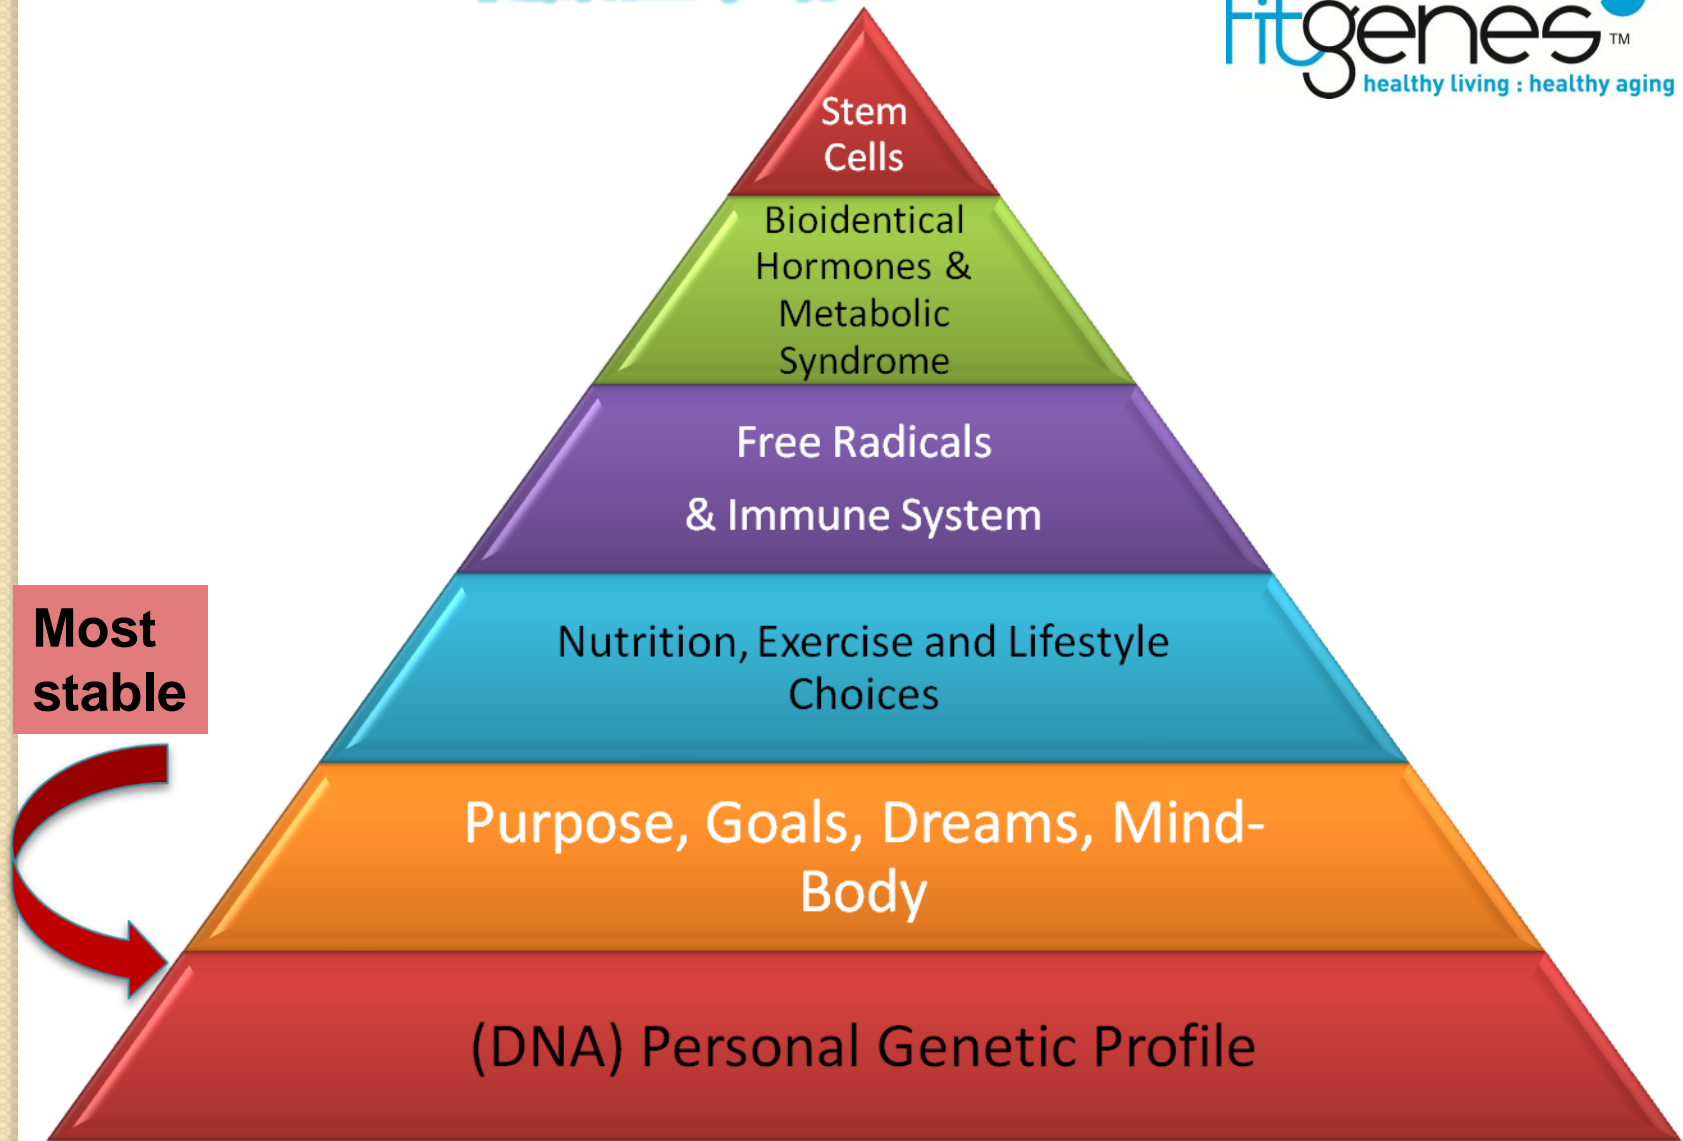 fitgenes™
healthy living : healthy aging
Stem
Cells
Bioidentical
Hormones &
Metabolic
Syndrome
Free Radicals
& Immune System
Most
stable
Nutrition, Exercise and Lifestyle
Choices
Purpose, Goals, Dreams, Mind-
Body
(DNA) Personal Genetic Profile